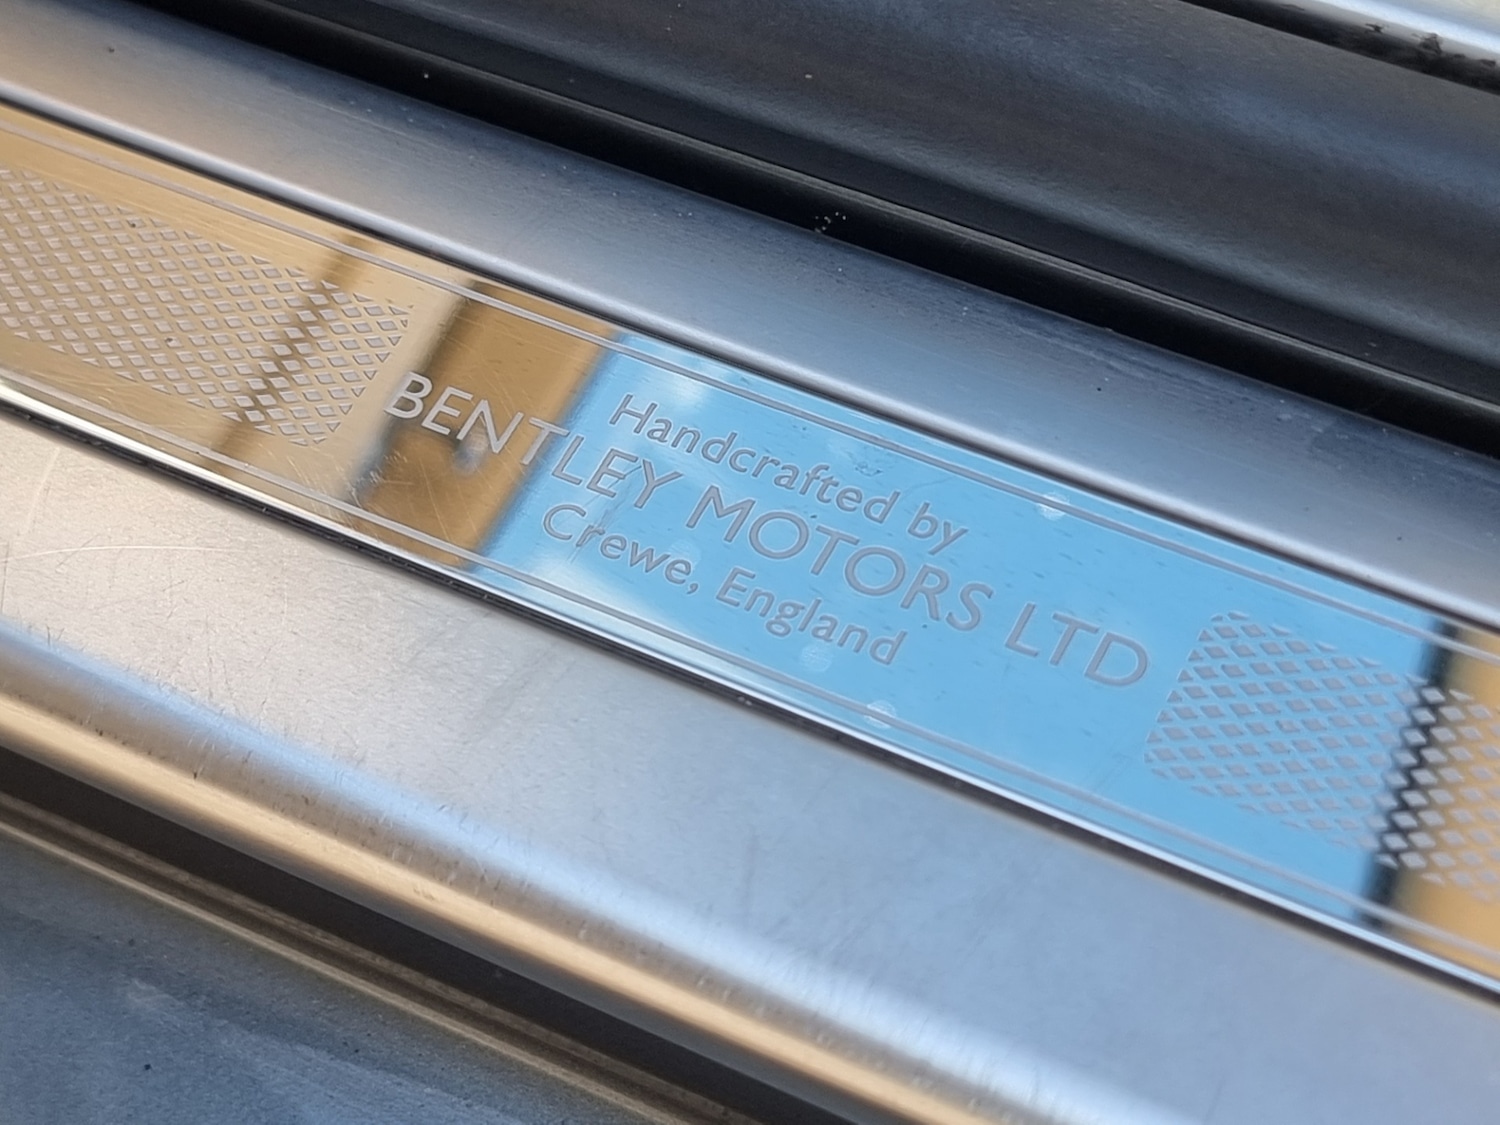 Handcrafted by
BENTLEY MOTORS LTD
Crewe, England